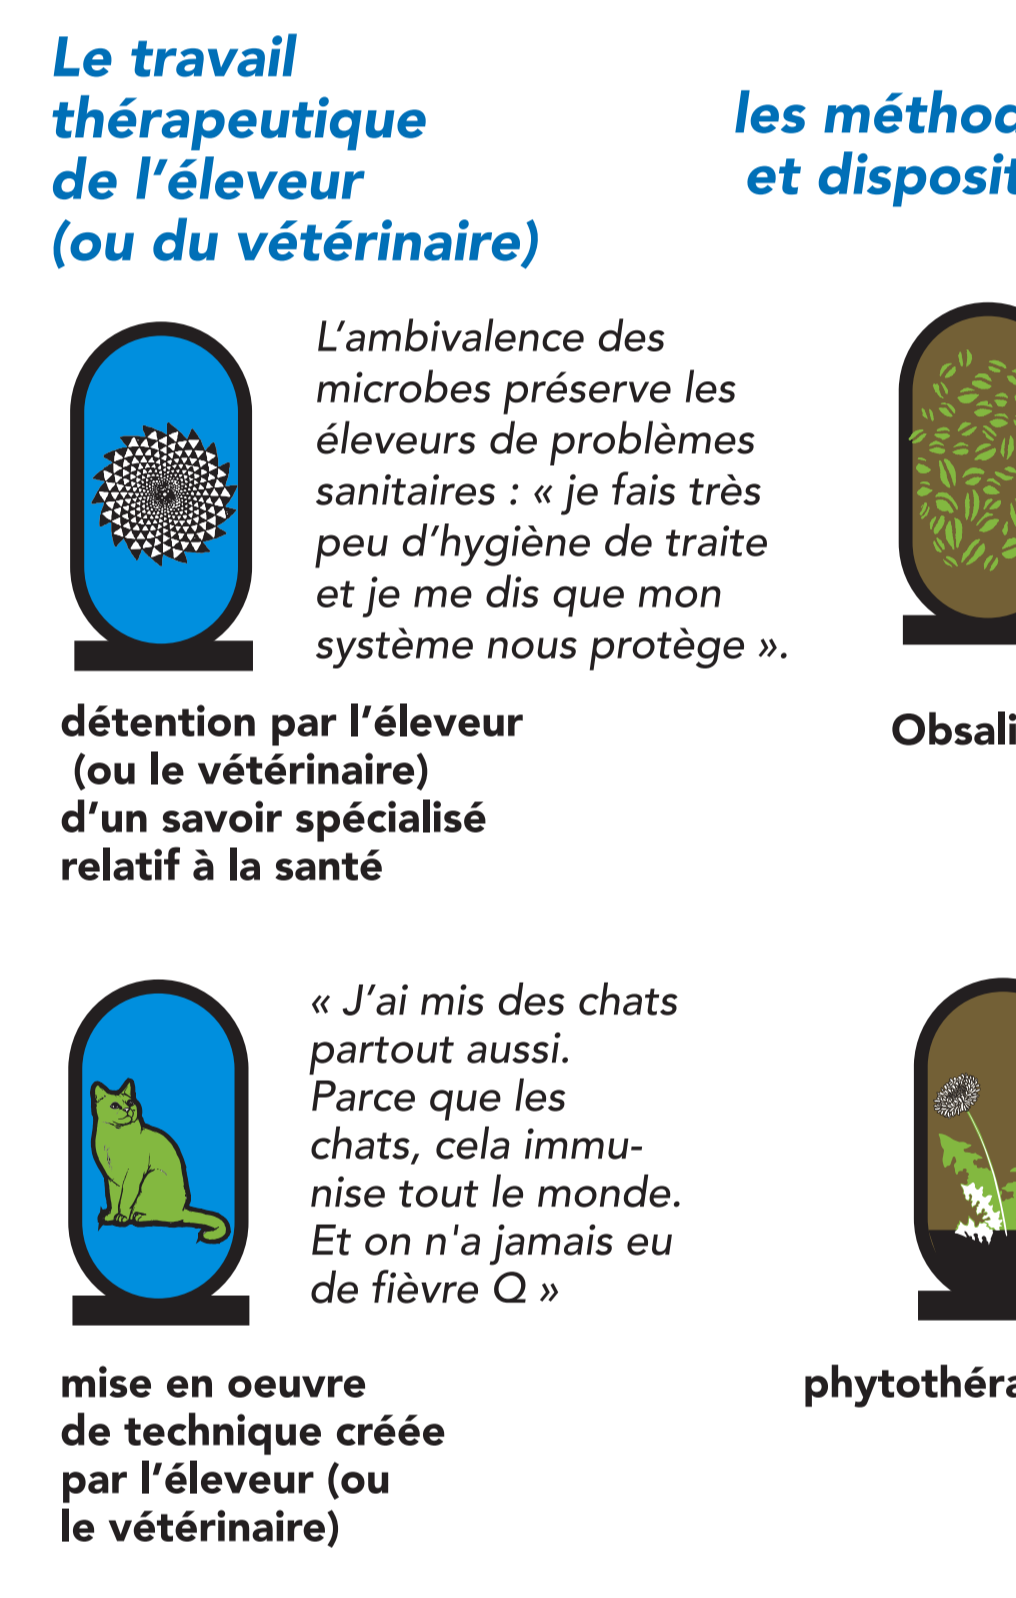 Le travail
thérapeutique
de l’éleveur
(ou du vétérinaire)
L’ambivalence des
microbes préserve les
éleveurs de problèmes
sanitaires : « je fais très
peu d’hygiène de traite
et je me dis que mon
système nous protège ».
détention par l’éleveur
(ou le vétérinaire)
d’un savoir spécialisé
relatif à la santé
« J’ai mis des chats
partout aussi.
Parce que les
chats, cela immu-
nise tout le monde.
Et on n'a jamais eu
de fièvre Q »
mise en oeuvre
de technique créée
par l’éleveur (ou
le vétérinaire)
les
et